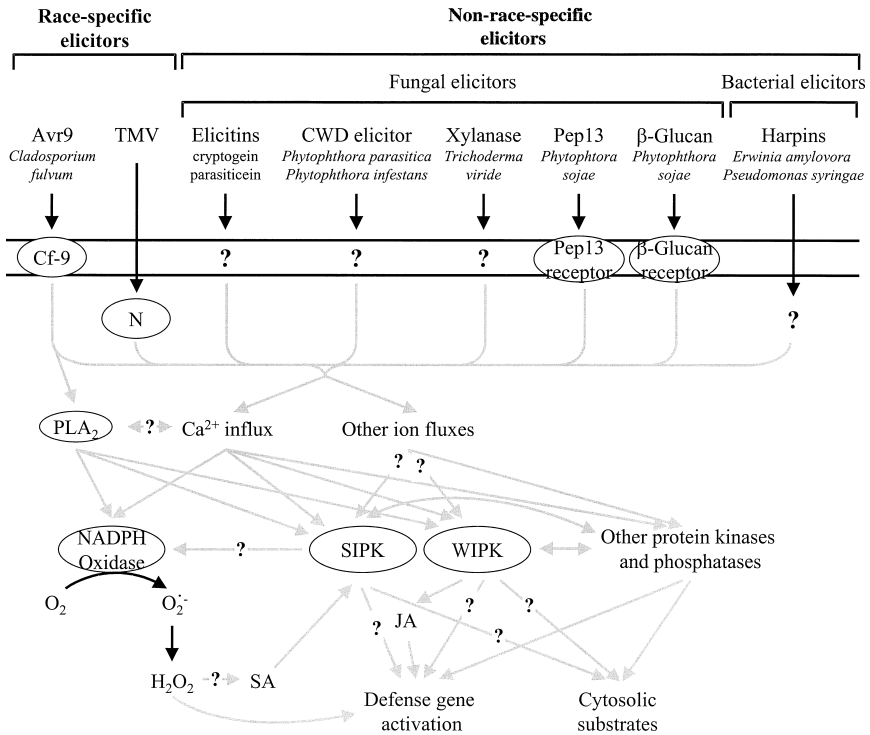 Race-specific
elicitors
Non-race-specific
elicitors
Fungal elicitors
Bacterial elicitors
Avr9
Cladosporium
fulvum
TMV
Elicitins
cryptogein
parasiticein
CWD elicitor
Phytophthora parasitica
Phytophthora infestans
Xylanase
Trichoderma
viride
Pep13
Phytophtora
sojae
β-Glucan
Phytophthora
sojae
Harpins
Erwinia amylovora
Pseudomonas syringae
Cf-9
?
?
?
Pep13
receptor
β-Glucan
receptor
N
?
PLA₂
?
Ca²⁺ influx
Other ion fluxes
?
?
NADPH
Oxidase
?
SIPK
WIPK
Other protein kinases
and phosphatases
O₂
O₂·⁻
?
JA
?
?
?
H₂O₂
?
SA
Defense gene
activation
Cytosolic
substrates